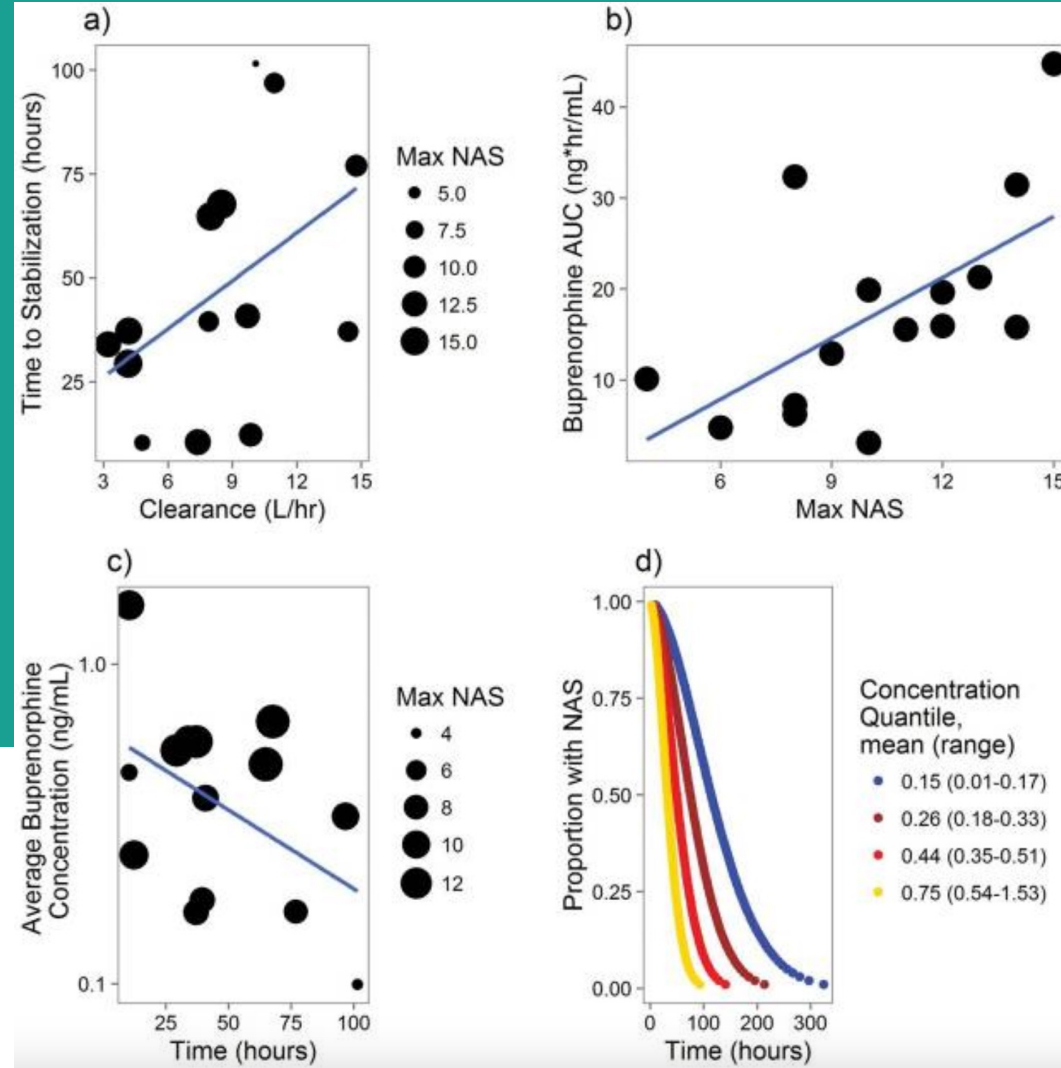 a)
100
75
50
25
3 6 9 12 15
Time to Stabilization (hours)
Clearance (L/hr)
Max NAS
5.0
7.5
10.0
12.5
15.0
b)
40
30
20
10
6 9 12 15
Buprenorphine AUC (ng*hr/mL)
Max NAS
c)
1.0
0.1
25 50 75 100
Average Buprenorphine
Concentration (ng/mL)
Time (hours)
Max NAS
4
6
8
10
12
d)
1.00
0.75
0.50
0.25
0.00
0 100 200 300
Proportion with NAS
Time (hours)
Concentration
Quantile,
mean (range)
0.15 (0.01-0.17)
0.26 (0.18-0.33)
0.44 (0.35-0.51)
0.75 (0.54-1.53)